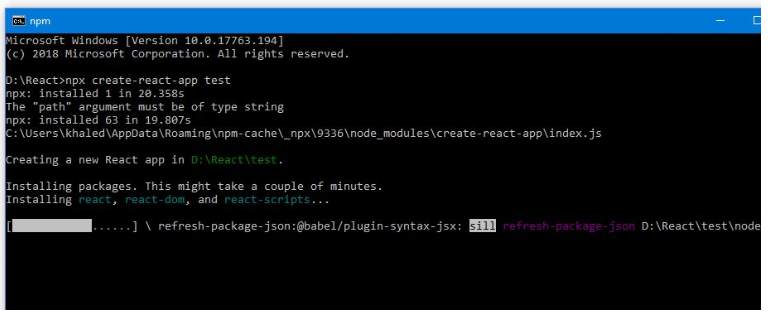 npm
Microsoft Windows [Version 10.0.17763.194]
(c) 2018 Microsoft Corporation. All rights reserved.
D:\React>npx create-react-app test
npx: installed 1 in 20.358s
The "path" argument must be of type string
npx: installed 63 in 19.807s
C:\Users\khaled\AppData\Roaming\npm-cache\_npx\9336\node_modules\create-react-app\index.js
Creating a new React app in D:\React\test.
Installing packages. This might take a couple of minutes.
Installing react, react-dom, and react-scripts...
[ ......] \ refresh-package-json:@babel/plugin-syntax-jsx: sill refresh-package-json D:\React\test\node